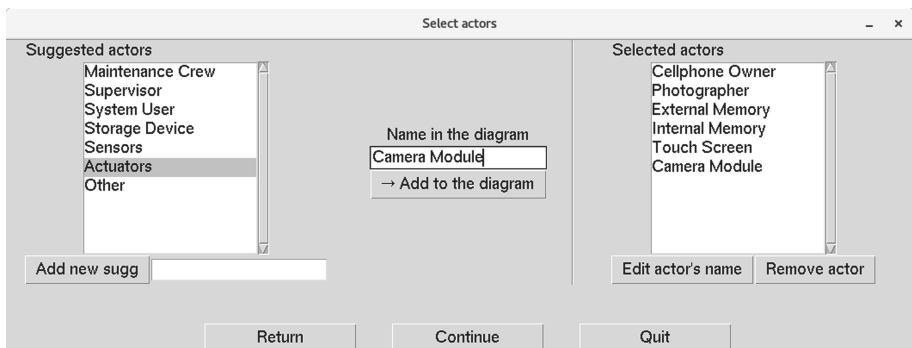 Select actors
Suggested actors
Maintenance Crew
Supervisor
System User
Storage Device
Sensors
Actuators
Other
Add new sugg
Name in the diagram
Camera Module
→ Add to the diagram
Selected actors
Cellphone Owner
Photographer
External Memory
Internal Memory
Touch Screen
Camera Module
Edit actor's name
Remove actor
Return
Continue
Quit